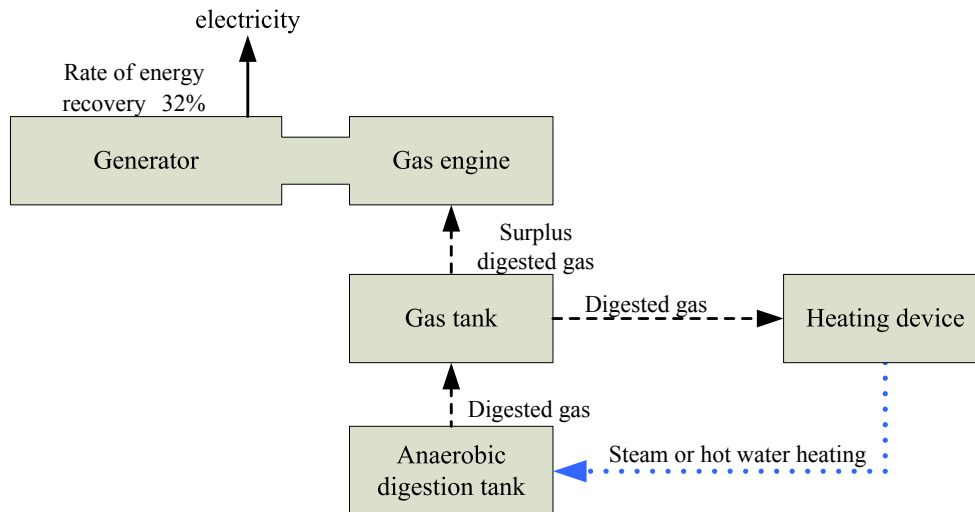 electricity
Rate of energy
recovery 32%
Generator
Gas engine
Surplus
digested gas
Gas tank
Digested gas
Heating device
Digested gas
Anaerobic
digestion tank
Steam or hot water heating